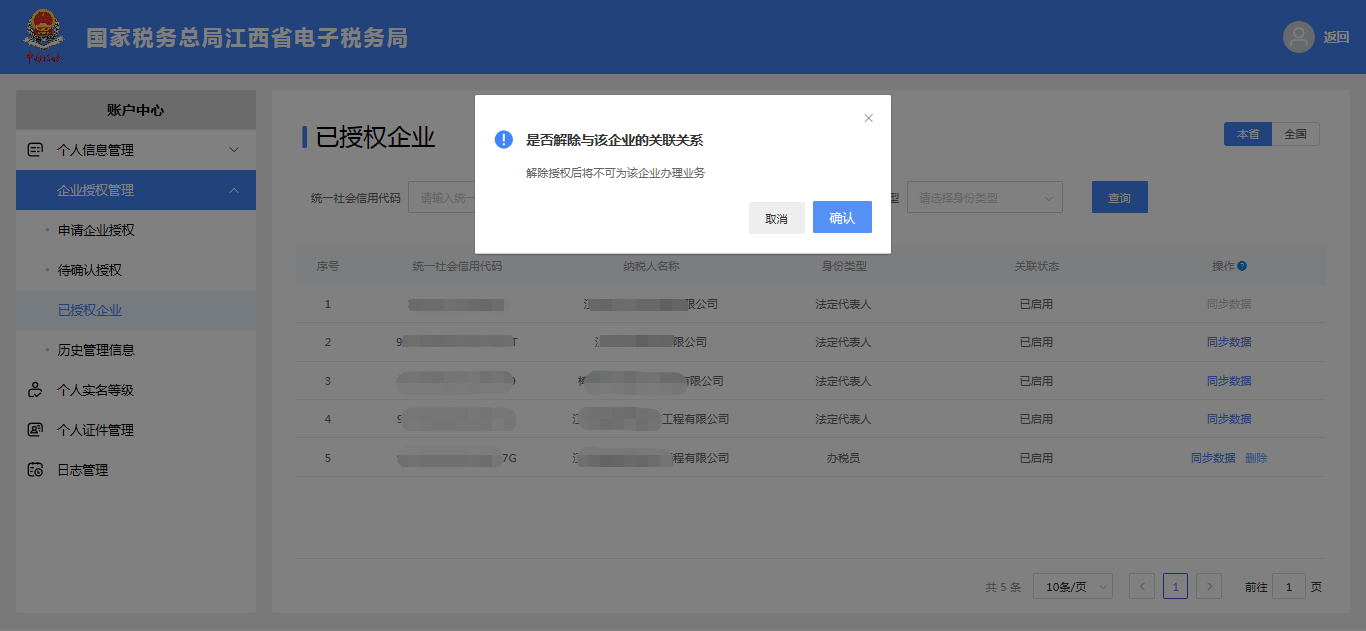 国家税务总局江西省电子税务局
返回
账户中心
个人信息管理
企业授权管理
申请企业授权
待确认授权
已授权企业
历史管理信息
个人实名等级
个人证件管理
日志管理
已授权企业
本省 全国
统一社会信用代码 请输入统一 型 请选择身份类型 查询
是否解除与该企业的关联关系
解除授权后将不可为该企业办理业务
取消 确认
序号 统一社会信用代码 纳税人名称 身份类型 关联状态 操作
1 限公司 法定代表人 已启用 同步数据
2 9 T 限公司 法定代表人 已启用 同步数据
3 9 有限公司 法定代表人 已启用 同步数据
4 9 工程有限公司 法定代表人 已启用 同步数据
5 7G 程有限公司 办税员 已启用 同步数据 删除
共 5 条 10条/页 < 1 > 前往 1 页